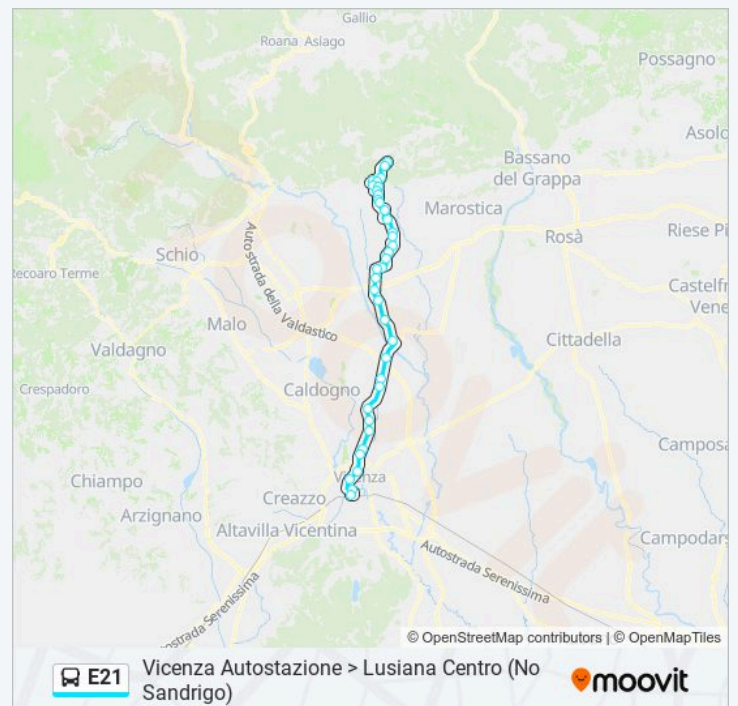 Gallio
Roana Asiago
Possagno
Asolo
Bassano
del Grappa
Marostica
Rosà
Riese Pi
Schio
Recoaro Terme
Autostrada della Valdastico
Castelfr
Vene
Malo
Valdagno
Cittadella
Crespadoro
Caldogno
Camposa
Chiampo
Vicenza
Creazzo
Arzignano
Altavilla Vicentina
Campodars
Autostrada Serenissima
ostrada Serenissima
© OpenStreetMap contributors | © OpenMapTiles
E21
Vicenza Autostazione > Lusiana Centro (No
Sandrigo)
moovit